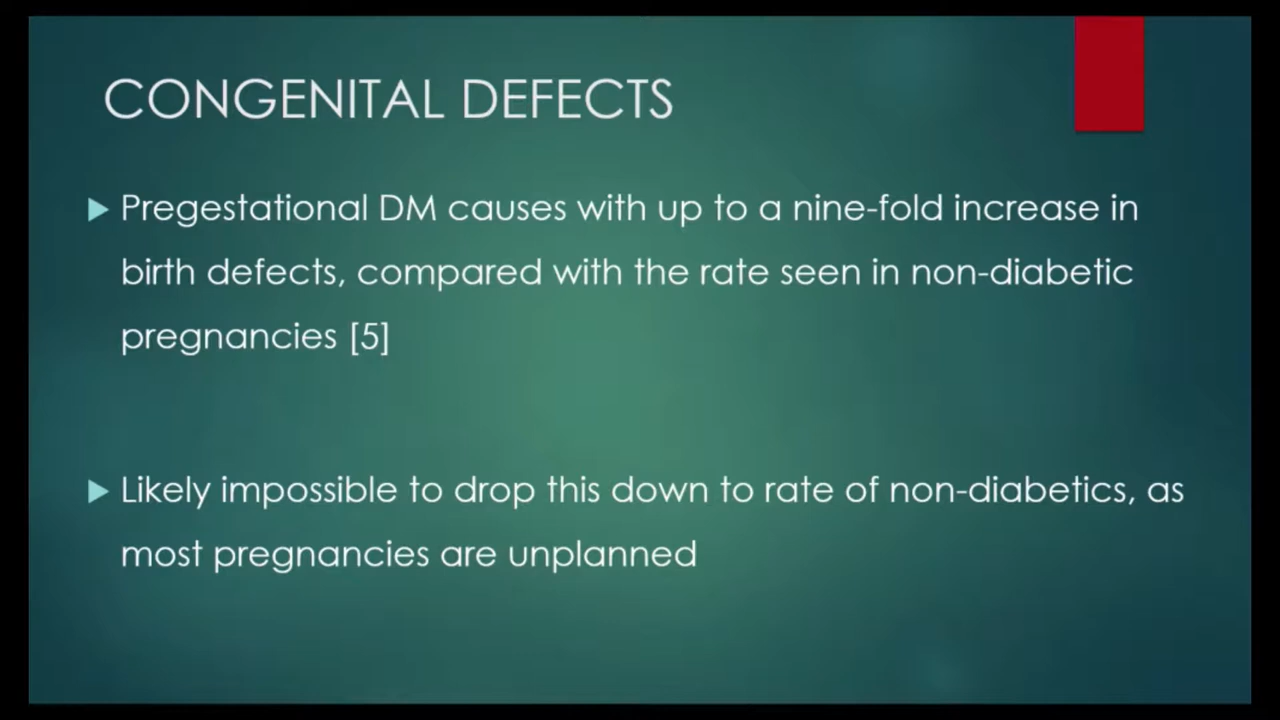 CONGENITAL DEFECTS
Pregestational DM causes with up to a nine-fold increase in
birth defects, compared with the rate seen in non-diabetic
pregnancies [5]
Likely impossible to drop this down to rate of non-diabetics, as
most pregnancies are unplanned